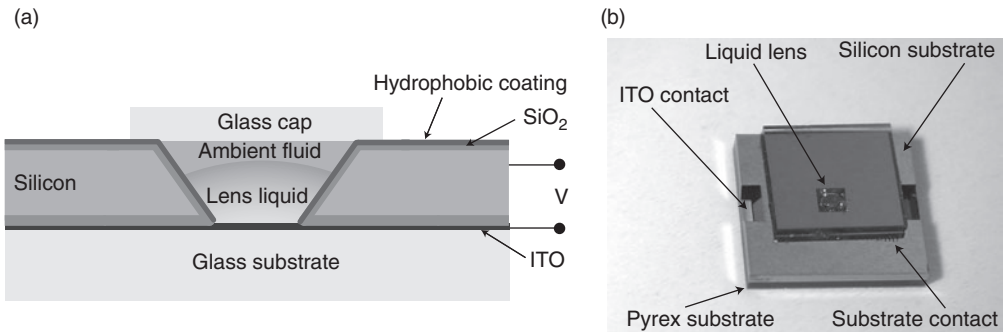 (a)
Hydrophobic coating
SiO₂
Glass cap
Ambient fluid
Silicon
Lens liquid
V
ITO
Glass substrate
(b)
Liquid lens
Silicon substrate
ITO contact
Pyrex substrate
Substrate contact